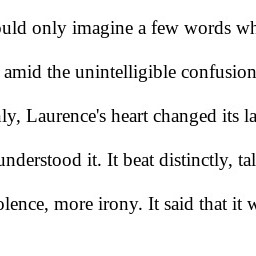 ould only imagine a few words wh
amid the unintelligible confusion
ly, Laurence's heart changed its la
understood it. It beat distinctly, tal
olence, more irony. It said that it w